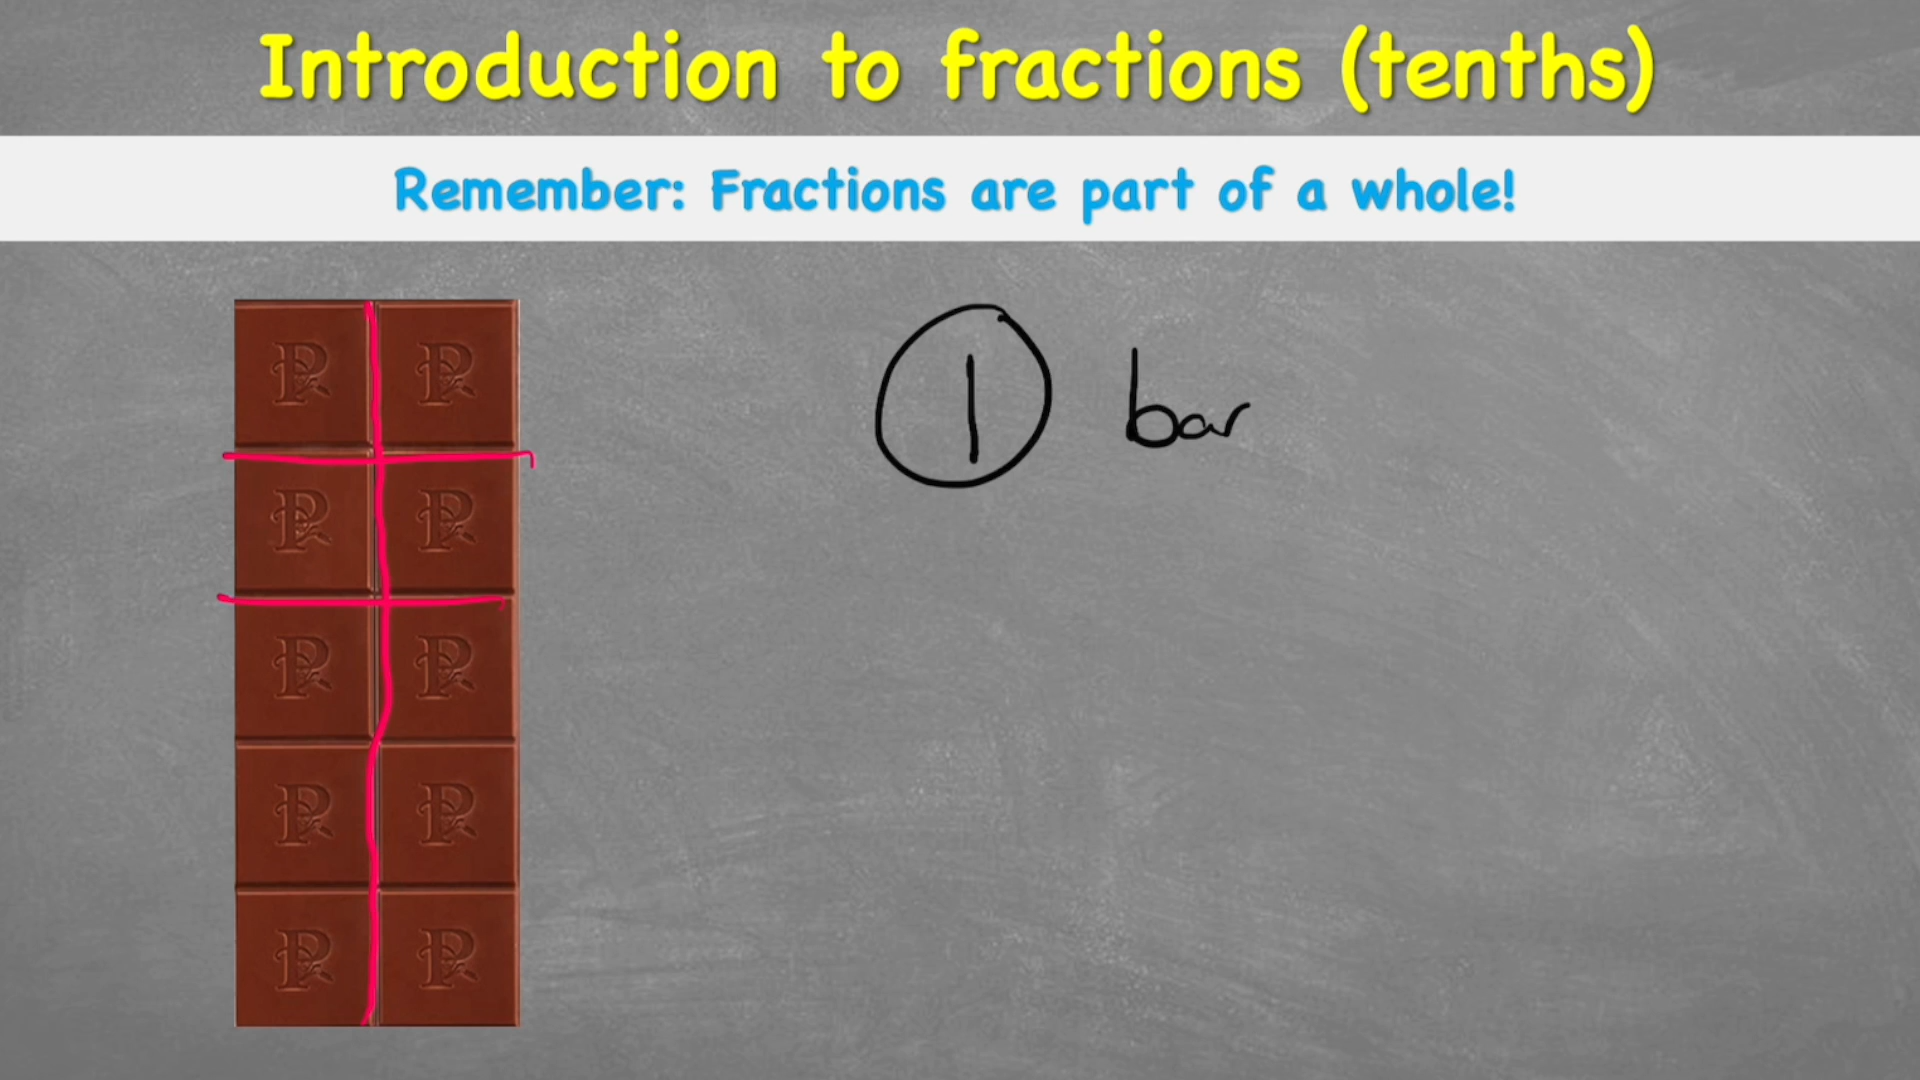 Introduction to fractions (tenths)
Remember: Fractions are part of a whole!
1 bar